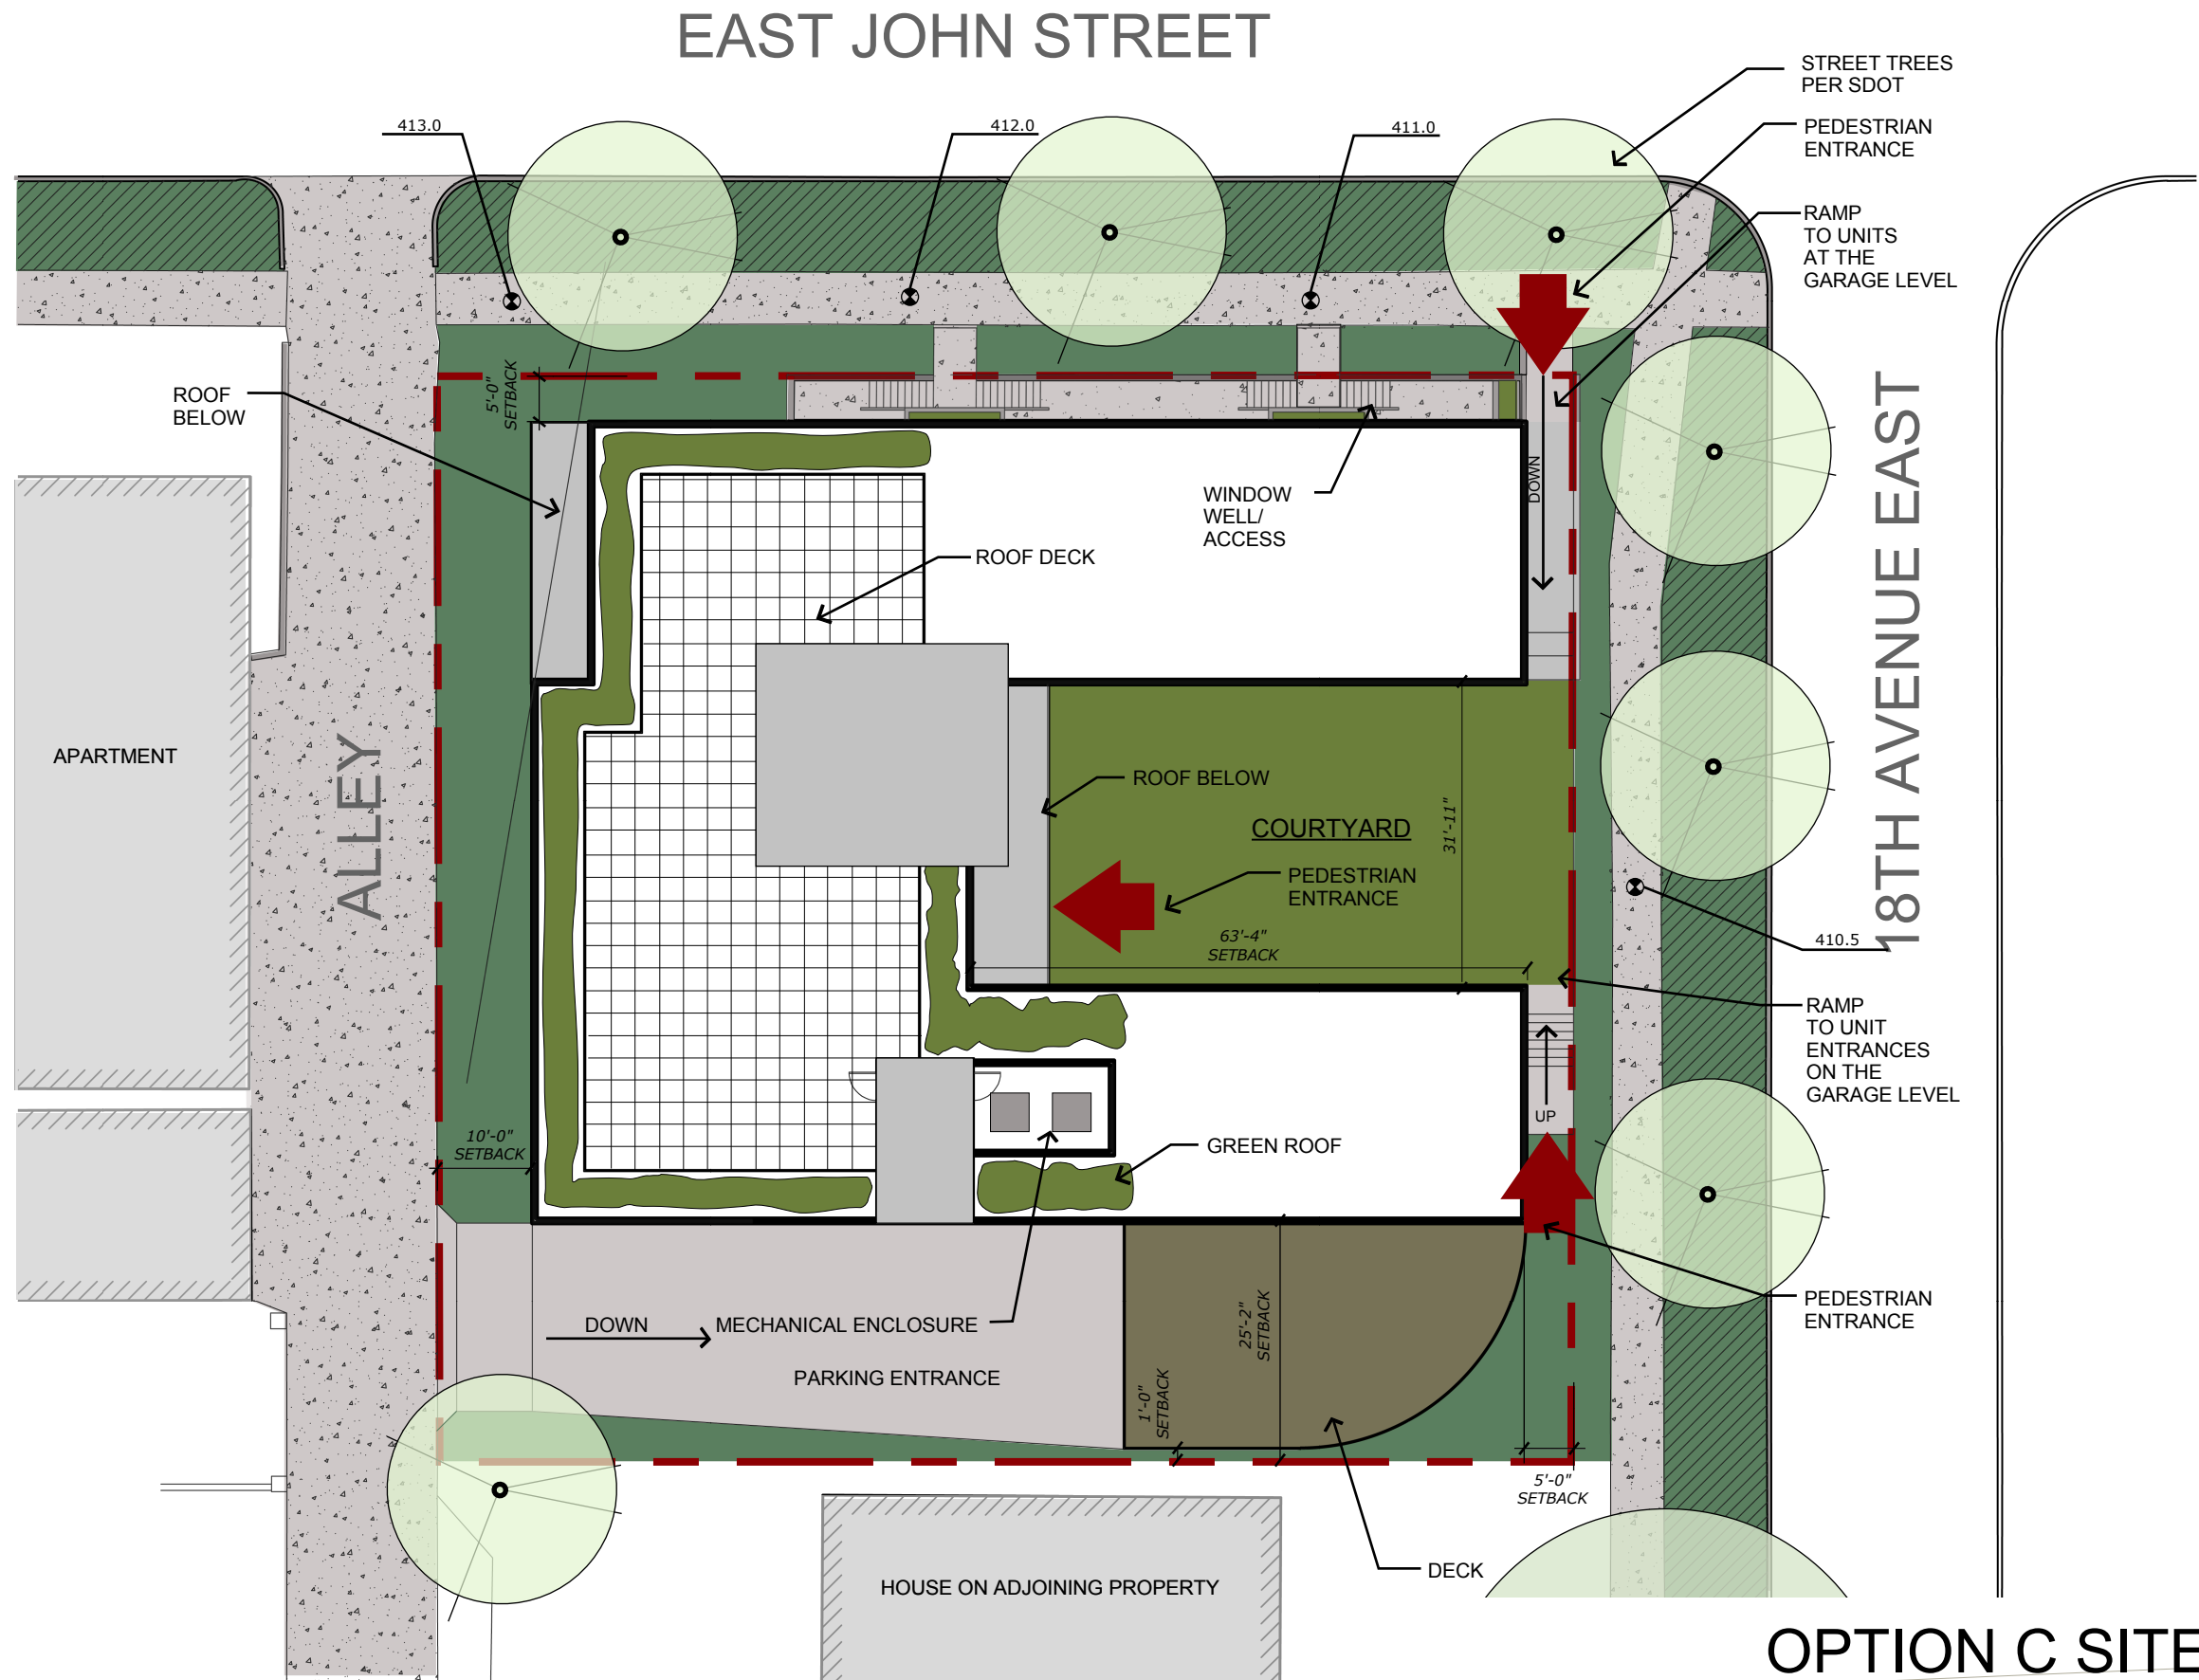 EAST JOHN STREET
STREET TREES
PER SDOT
413.0
412.0
411.0
PEDESTRIAN
ENTRANCE
RAMP
TO UNITS
AT THE
GARAGE LEVEL
ROOF
BELOW
5'-0"
SETBACK
WINDOW
WELL/
ACCESS
DOWN
ROOF DECK
18TH AVENUE EAST
APARTMENT
ALLEY
ROOF BELOW
COURTYARD
31'-11"
PEDESTRIAN
ENTRANCE
63'-4"
SETBACK
410.5
RAMP
TO UNIT
ENTRANCES
ON THE
GARAGE LEVEL
UP
10'-0"
SETBACK
GREEN ROOF
PEDESTRIAN
ENTRANCE
DOWN
MECHANICAL ENCLOSURE
25'-2"
SETBACK
PARKING ENTRANCE
1'-0"
SETBACK
5'-0"
SETBACK
DECK
HOUSE ON ADJOINING PROPERTY
OPTION C SITE